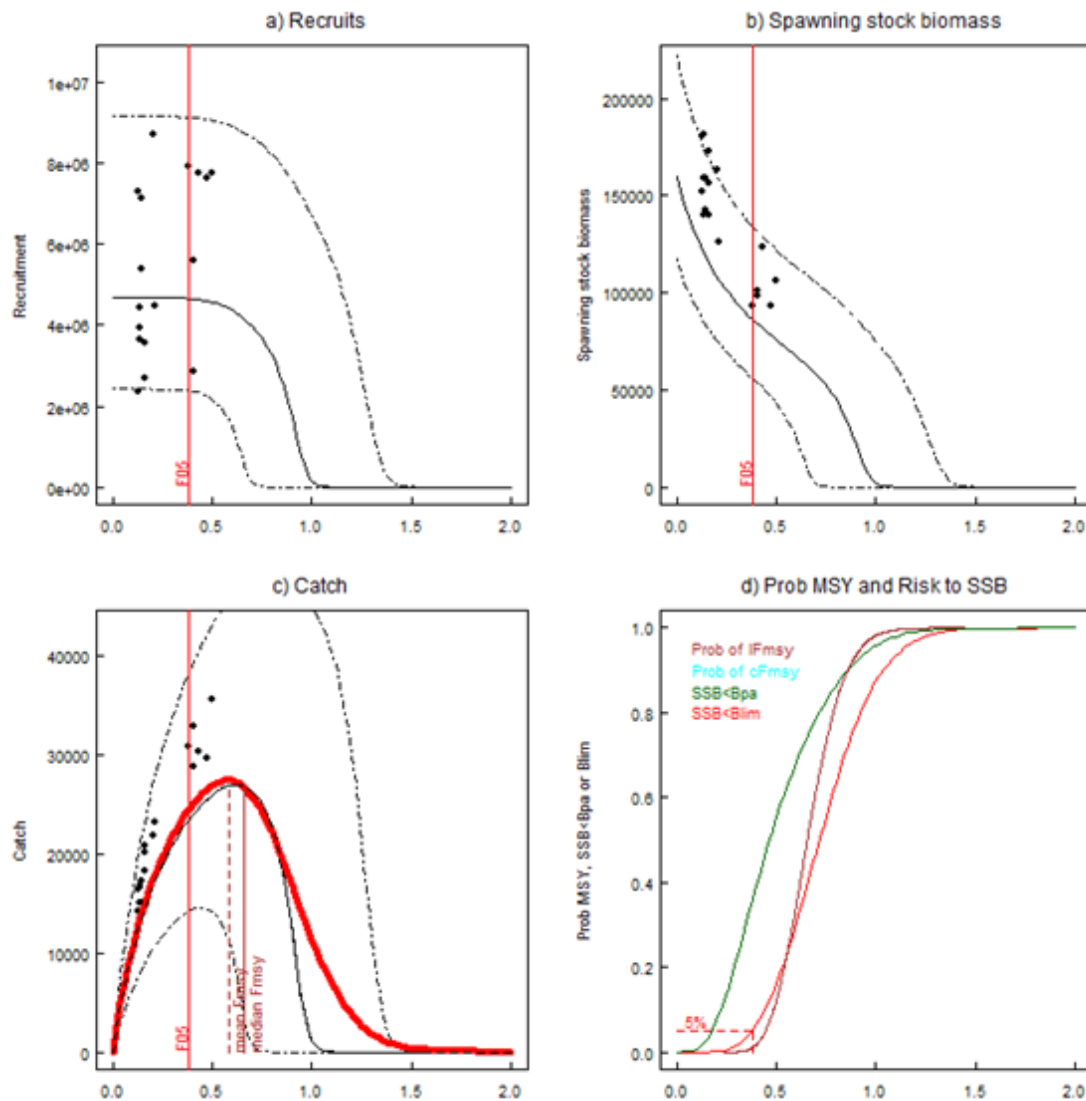 a) Recruits
Recruitment
1e+07
8e+06
6e+06
4e+06
2e+06
0e+00
F05
0.0 0.5 1.0 1.5 2.0
b) Spawning stock biomass
Spawning stock biomass
200000
150000
100000
50000
0
F05
0.0 0.5 1.0 1.5 2.0
c) Catch
Catch
40000
30000
20000
10000
0
F05
mean Fmsy
median Fmsy
0.0 0.5 1.0 1.5 2.0
d) Prob MSY and Risk to SSB
Prob MSY, SSB<Bpa or Blim
1.0
0.8
0.6
0.4
0.2
0.0
Prob of lFmsy
Prob of cFmsy
SSB<Bpa
SSB<Blim
5%
0.0 0.5 1.0 1.5 2.0